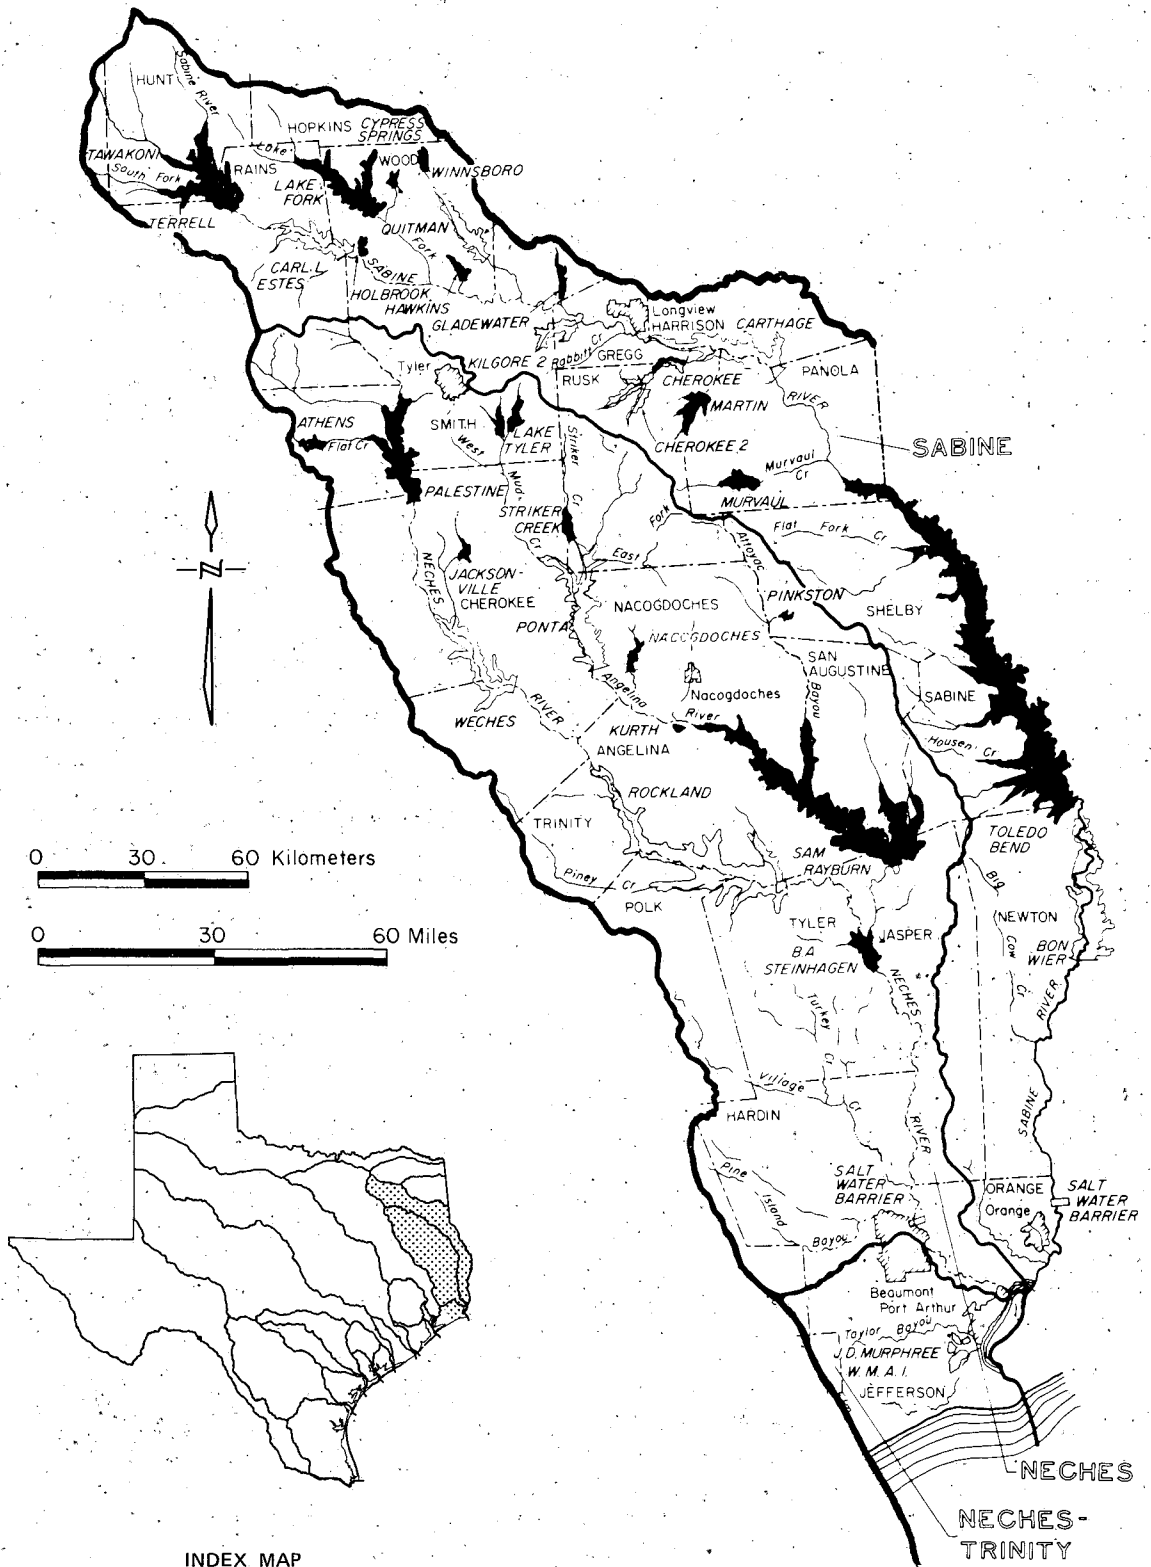 HUNT
Sabine River
HOPKINS
CYPRESS
SPRINGS
TAWAKONI
South Fork
RAINS
Lake
LAKE
FORK
WOOD
WINNSBORO
TERRELL
QUITMAN
Fork
CARL L
ESTES
SABINE
HOLBROOK
HAWKINS
GLADEWATER
Longview
HARRISON
CARTHAGE
Tyler
KILGORE 2
Rabbitt Cr
GREGG
RUSK
CHEROKEE
PANOLA
RIVER
MARTIN
ATHENS
Flat Cr
SMITH
West
LAKE
TYLER
Striker
Cr
CHEROKEE 2
SABINE
Murvaul
Cr
MURVAUL
PALESTINE
Mud
Cr
STRIKER
CREEK
Fork
East
Attoyac
Flat Fork Cr
N
NECHES
JACKSON-
VILLE
CHEROKEE
PONTA
NACOGDOCHES
NACOGDOCHES
PINKSTON
SHELBY
SAN
AUGUSTINE
Bayou
SABINE
Nacogdoches
Angelina
River
WECHES
RIVER
KURTH
ANGELINA
Housen Cr
ROCKLAND
TRINITY
TOLEDO
BEND
0 30 60 Kilometers
SAM
RAYBURN
Piney Cr
POLK
Big
Cow
Cr
0 30 60 Miles
TYLER
JASPER
NEWTON
B.A
STEINHAGEN
BON
WIER
NECHES
RIVER
Turkey
Cr
Village
Cr
HARDIN
RIVER
SABINE
Pine
Island
Bayou
SALT
WATER
BARRIER
ORANGE
Orange
SALT
WATER
BARRIER
Beaumont
Port Arthur
Taylor Bayou
J.D. MURPHREE
W. M. A. I.
JEFFERSON
NECHES
NECHES-
TRINITY
INDEX MAP